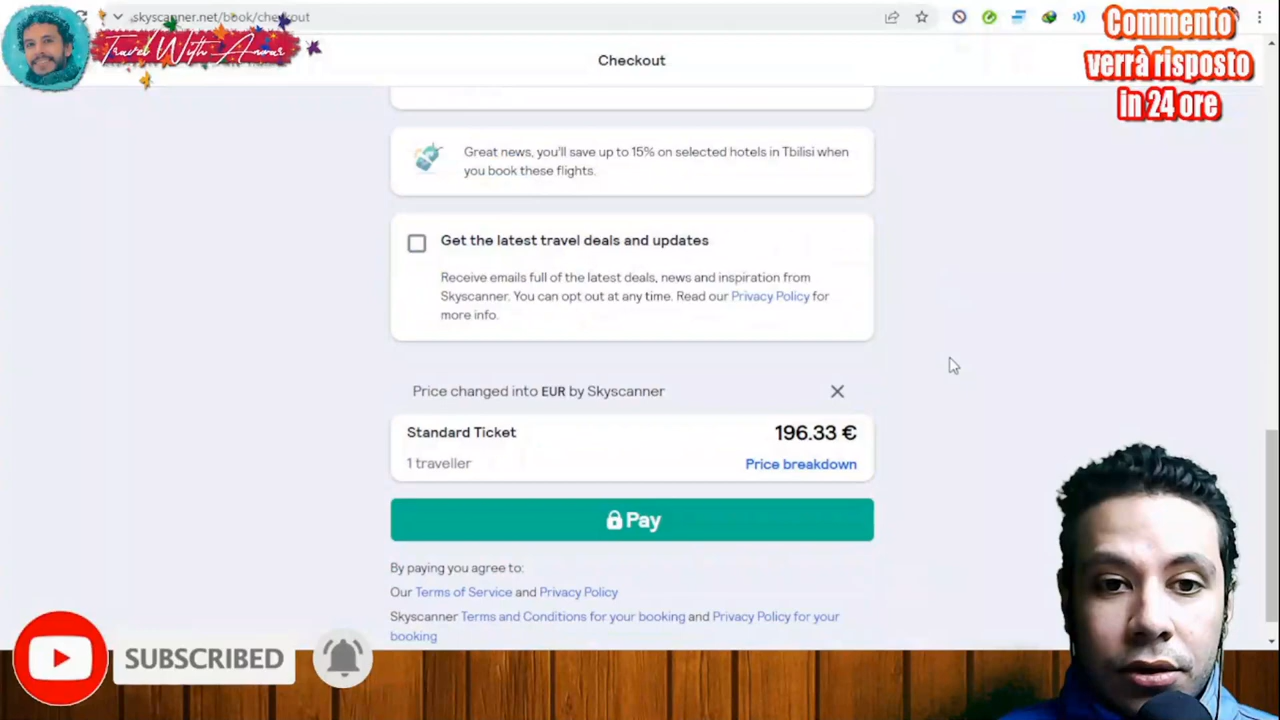 skyscanner.net/book/checkout
Travel With Anwar
Commento
verrà risposto
in 24 ore
Checkout
Great news, you'll save up to 15% on selected hotels in Tbilisi when
you book these flights.
Get the latest travel deals and updates
Receive emails full of the latest deals, news and inspiration from
Skyscanner. You can opt out at any time. Read our Privacy Policy for
more info.
Price changed into EUR by Skyscanner
Standard Ticket 196.33 €
1 traveller Price breakdown
Pay
By paying you agree to:
Our Terms of Service and Privacy Policy
Skyscanner Terms and Conditions for your booking and Privacy Policy for your
booking
SUBSCRIBED